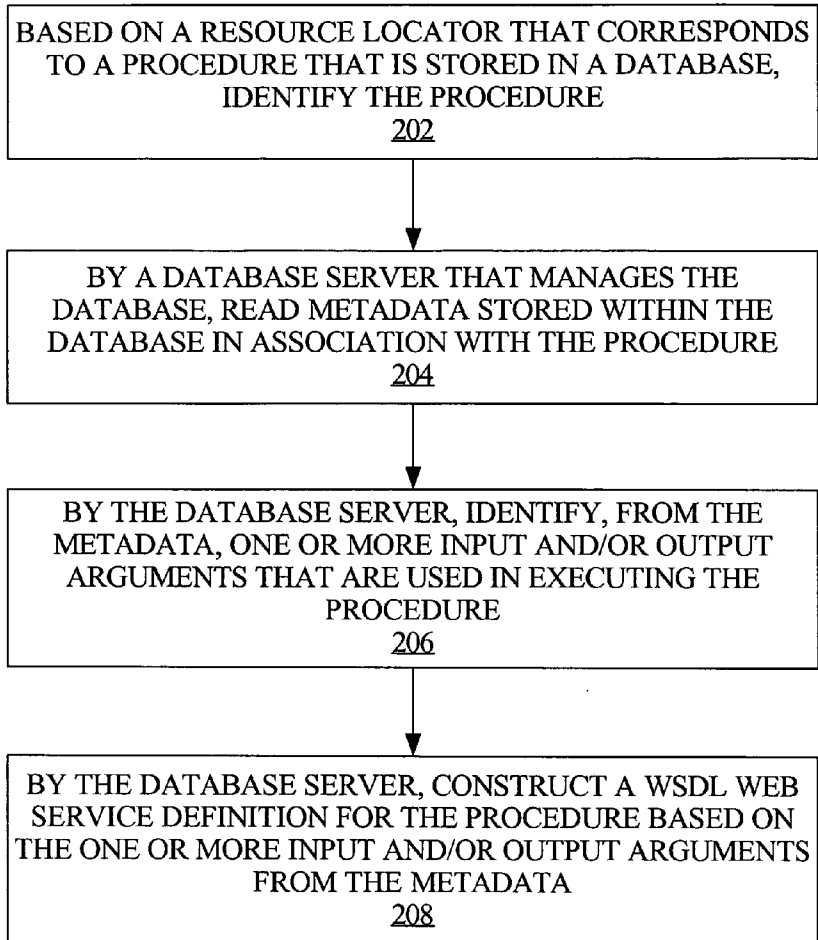 BASED ON A RESOURCE LOCATOR THAT CORRESPONDS
TO A PROCEDURE THAT IS STORED IN A DATABASE,
IDENTIFY THE PROCEDURE
202
BY A DATABASE SERVER THAT MANAGES THE
DATABASE, READ METADATA STORED WITHIN THE
DATABASE IN ASSOCIATION WITH THE PROCEDURE
204
BY THE DATABASE SERVER, IDENTIFY, FROM THE
METADATA, ONE OR MORE INPUT AND/OR OUTPUT
ARGUMENTS THAT ARE USED IN EXECUTING THE
PROCEDURE
206
BY THE DATABASE SERVER, CONSTRUCT A WSDL WEB
SERVICE DEFINITION FOR THE PROCEDURE BASED ON
THE ONE OR MORE INPUT AND/OR OUTPUT ARGUMENTS
FROM THE METADATA
208